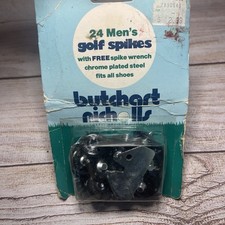 24 Men's
golf spikes
with FREE spike wrench
chrome plated steel
fits all shoes
butchart
nicholls